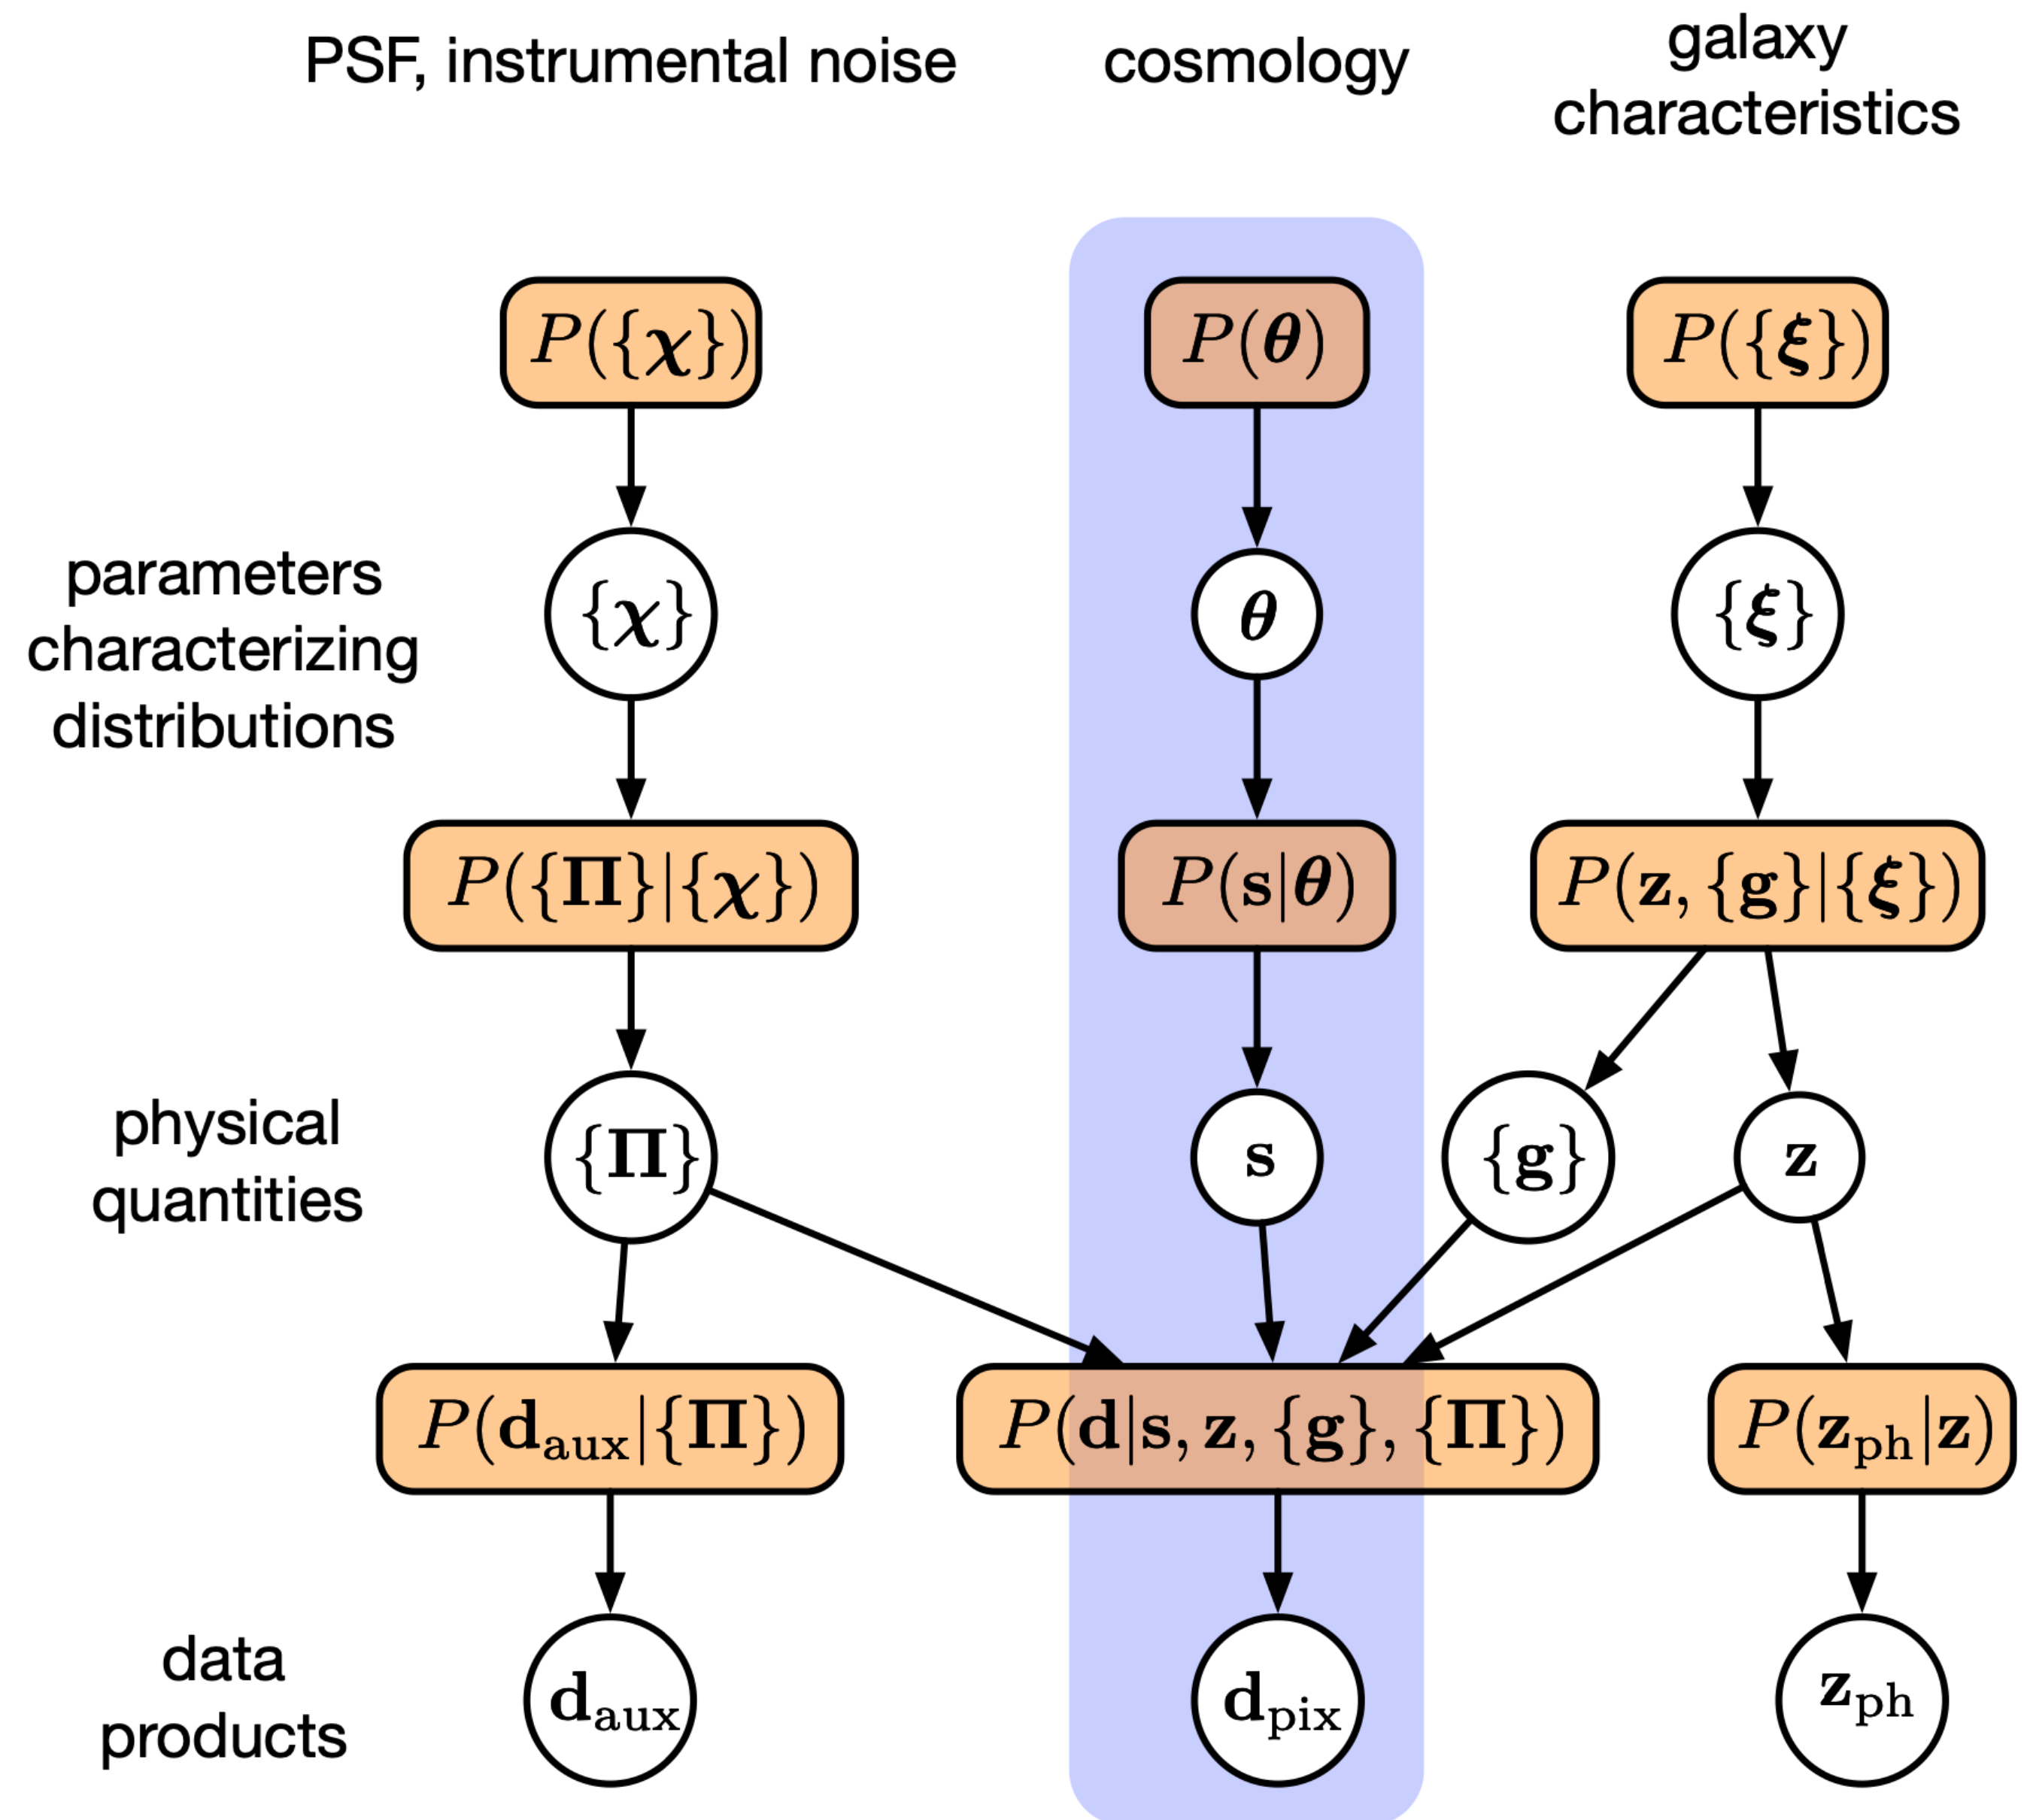 PSF, instrumental noise
cosmology
galaxy
characteristics
P({χ})
P(θ)
P({ξ})
parameters
characterizing
distributions
{χ}
θ
{ξ}
P({Π}|{χ})
P(s|θ)
P(z, {g}|{ξ})
physical
quantities
{Π}
s
{g}
z
P(d_aux|{Π})
P(d|s, z, {g}, {Π})
P(z_ph|z)
data
products
d_aux
d_pix
z_ph